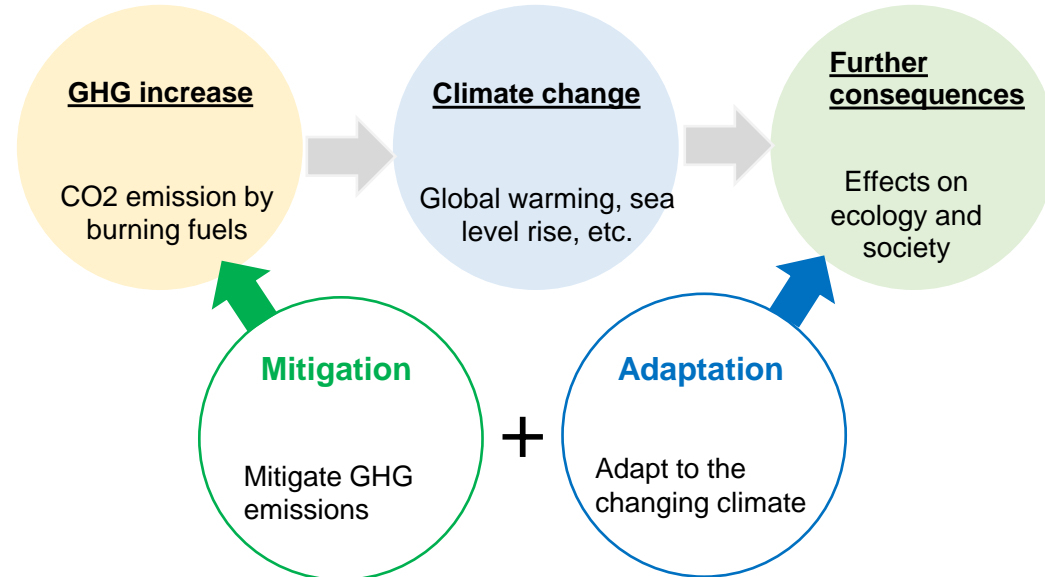 GHG increase
CO2 emission by
burning fuels
Climate change
Global warming, sea
level rise, etc.
Further
consequences
Effects on
ecology and
society
Mitigation
Mitigate GHG
emissions
+
Adaptation
Adapt to the
changing climate